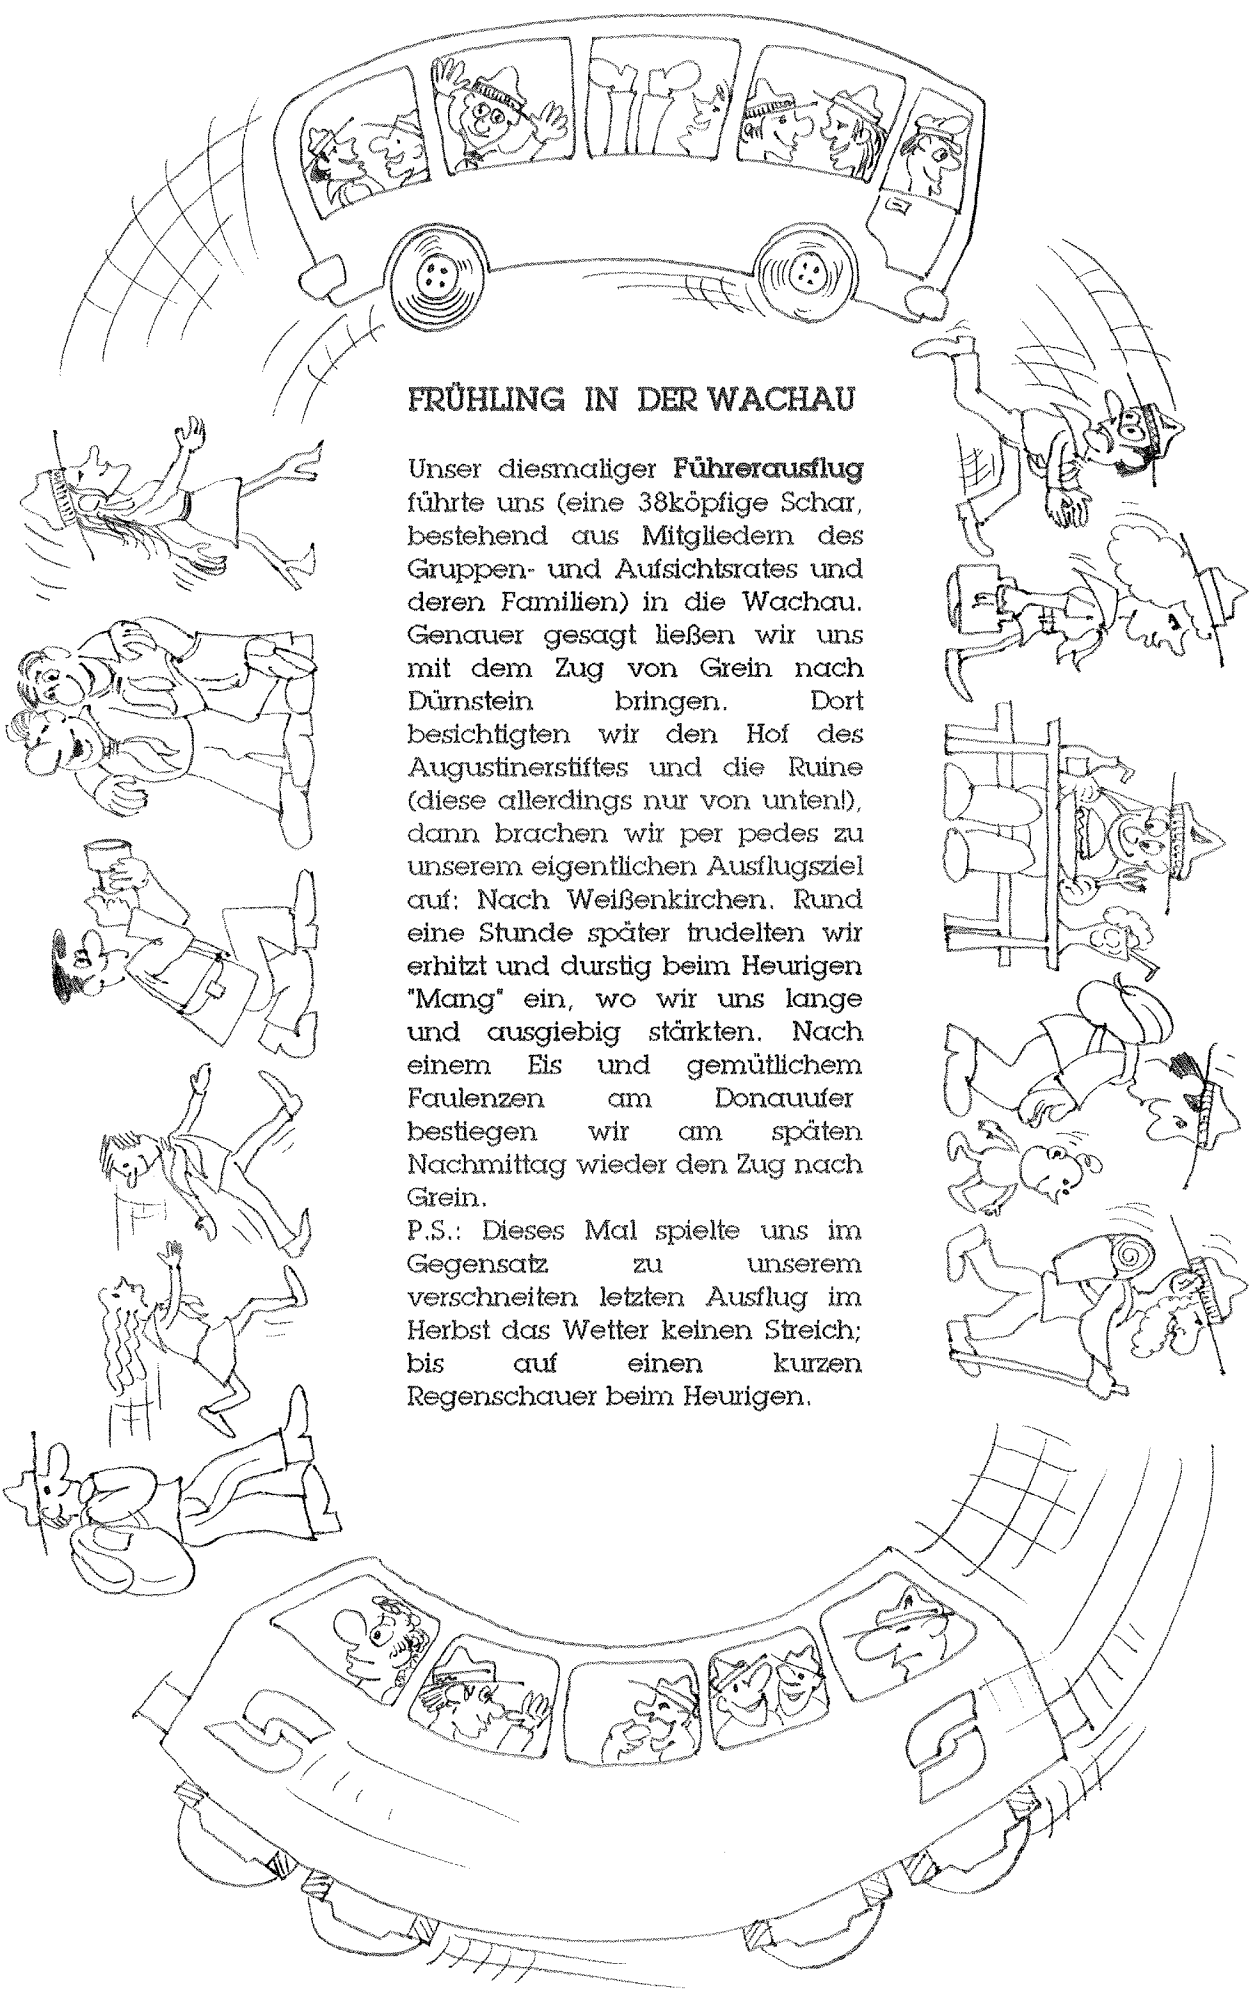 FRÜHLING IN DER WACHAU
Unser diesmaliger Führerausflug
führte uns (eine 38köpfige Schar,
bestehend aus Mitgliedern des
Gruppen- und Aufsichtsrates und
deren Familien) in die Wachau.
Genauer gesagt ließen wir uns
mit dem Zug von Grein nach
Dürnstein bringen. Dort
besichtigten wir den Hof des
Augustinerstiftes und die Ruine
(diese allerdings nur von unten!),
dann brachen wir per pedes zu
unserem eigentlichen Ausflugsziel
auf: Nach Weißenkirchen. Rund
eine Stunde später trudelten wir
erhitzt und durstig beim Heurigen
"Mang" ein, wo wir uns lange
und ausgiebig stärkten. Nach
einem Eis und gemütlichem
Faulenzen am Donauufer
bestiegen wir am späten
Nachmittag wieder den Zug nach
Grein.
P.S.: Dieses Mal spielte uns im
Gegensatz zu unserem
verschneiten letzten Ausflug im
Herbst das Wetter keinen Streich;
bis auf einen kurzen
Regenschauer beim Heurigen.